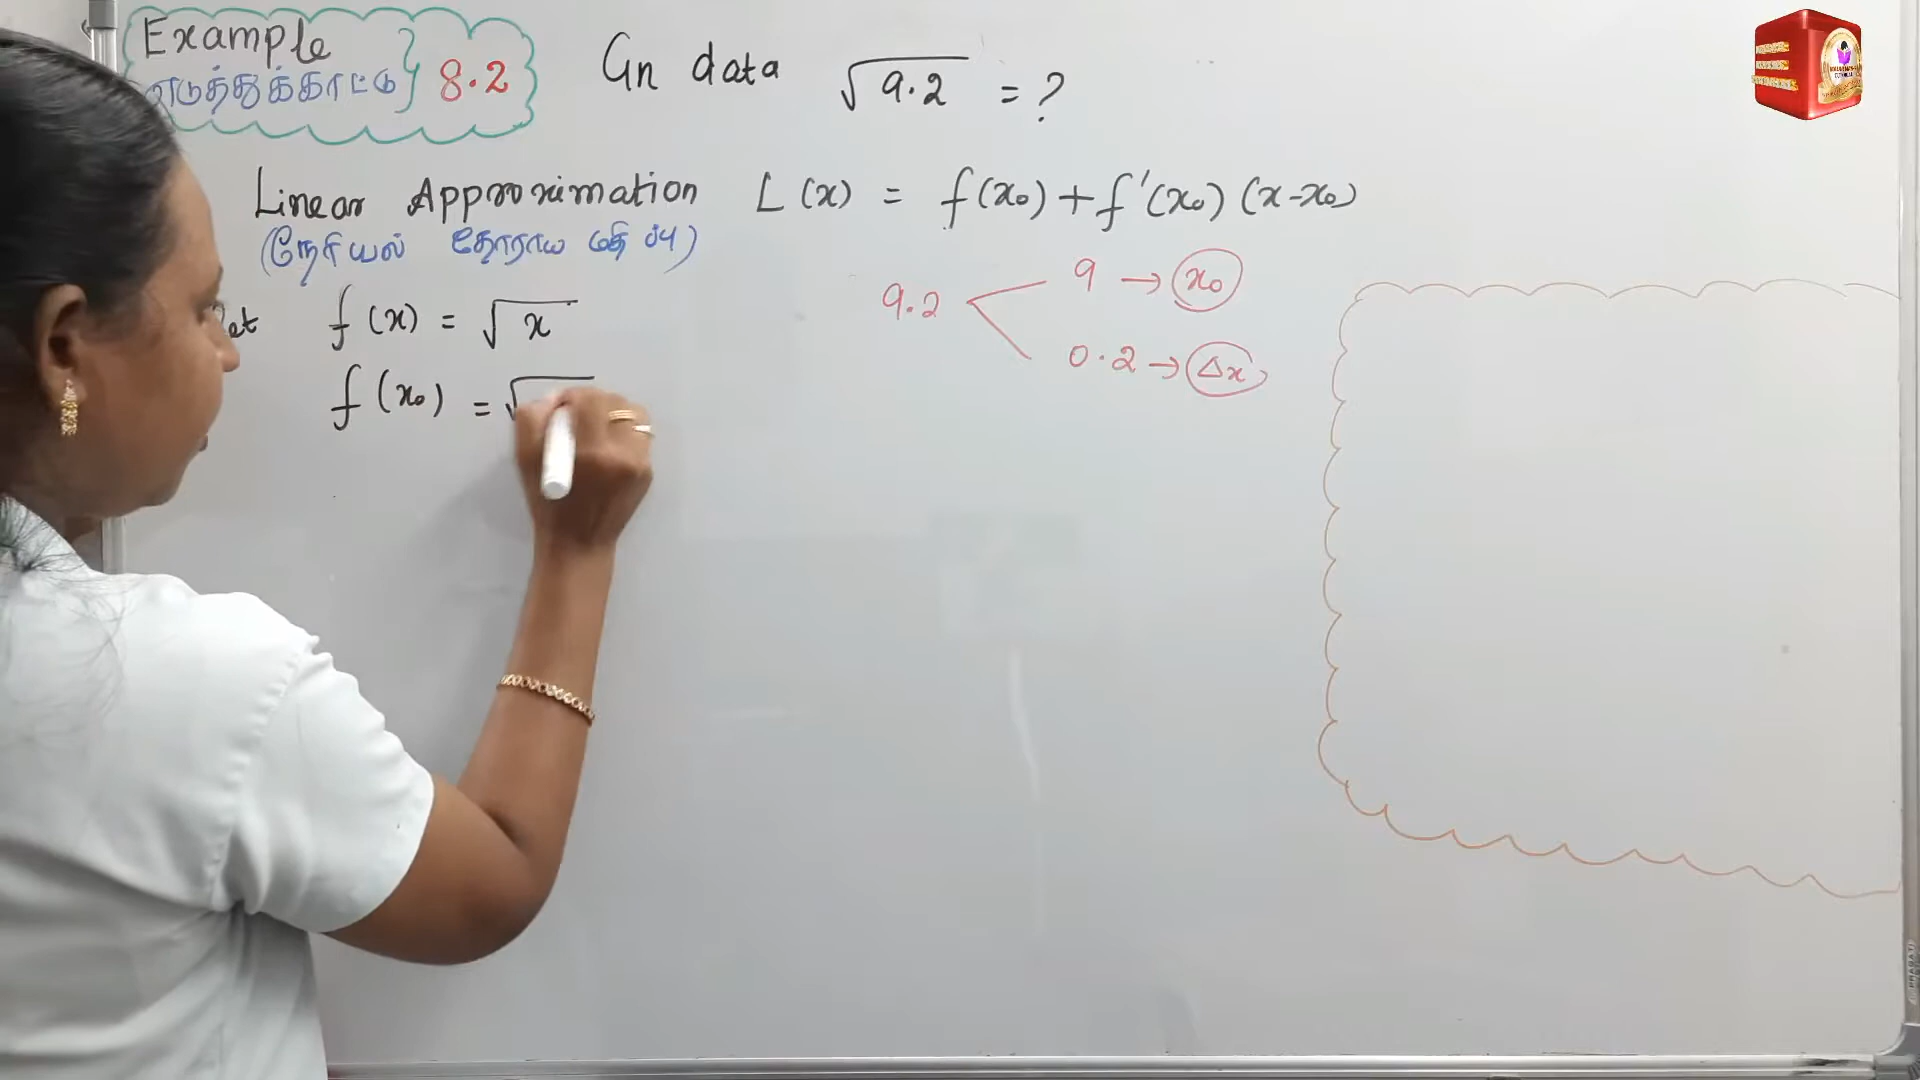 Example
எடுத்துக்காட்டு } 8.2
Gn data √9.2 = ?
Linear Approximation L(x) = f(x₀) + f'(x₀) (x-x₀)
(நேரியல் தோராய மதிப்பு)
9.2 < 9 → x₀
0.2 → Δx
let f(x) = √x
f(x₀) = √